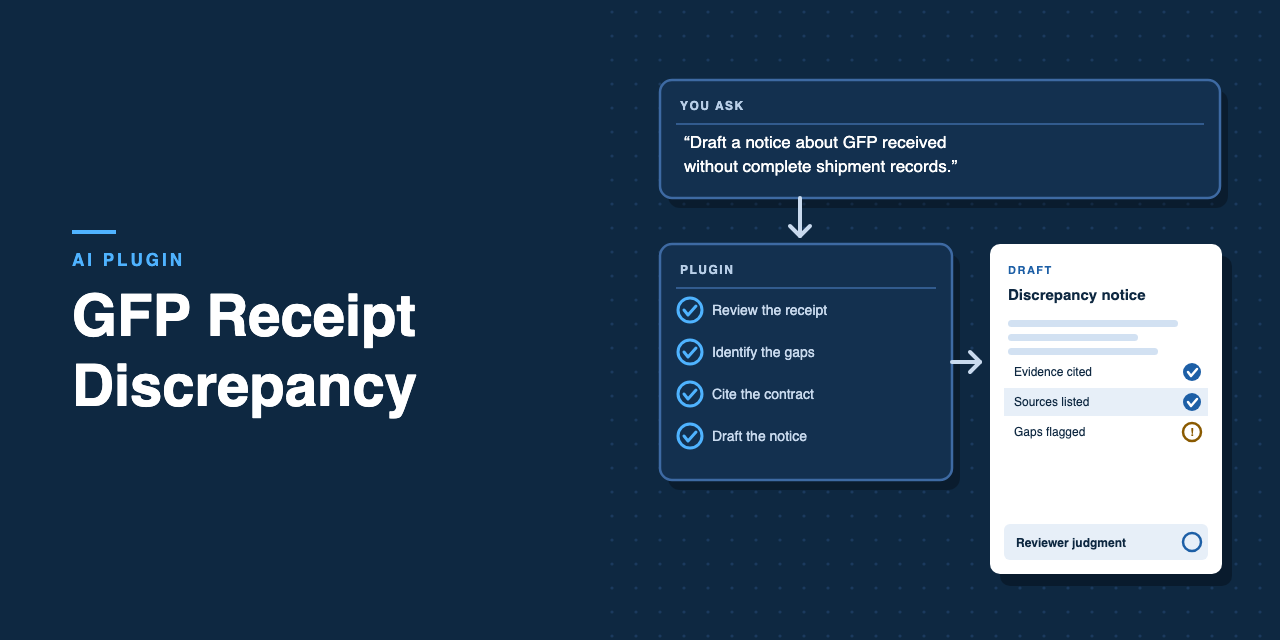 AI PLUGIN
GFP Receipt
Discrepancy
YOU ASK
“Draft a notice about GFP received
without complete shipment records.”
PLUGIN
Review the receipt
Identify the gaps
Cite the contract
Draft the notice
DRAFT
Discrepancy notice
Evidence cited
Sources listed
Gaps flagged
!
Reviewer judgment